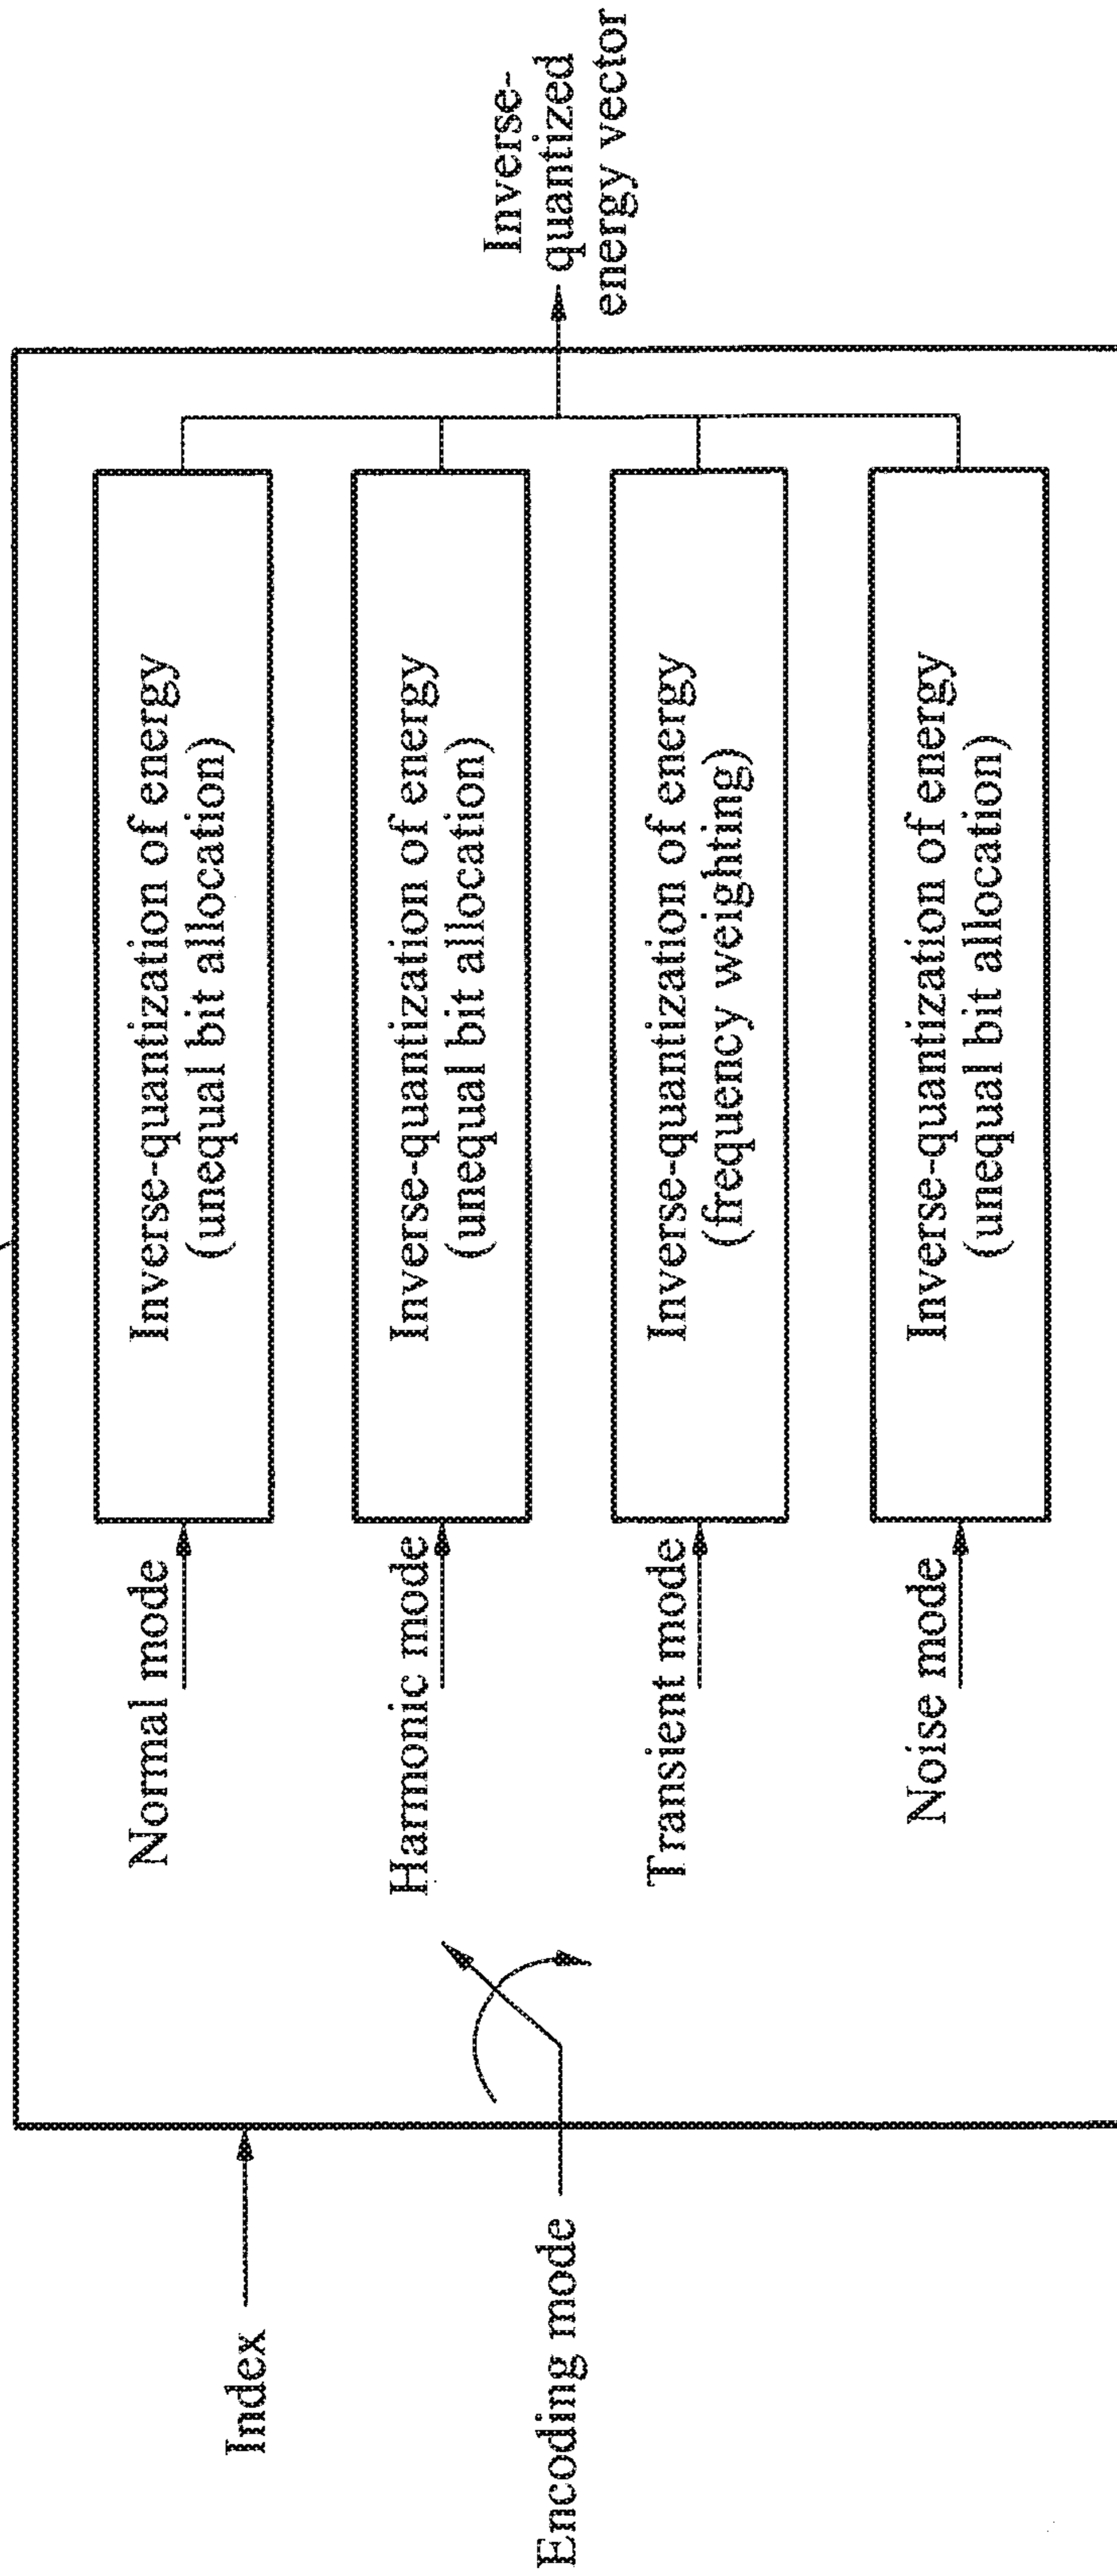 Index
Encoding mode
Normal mode
Inverse-quantization of energy
(unequal bit allocation)
Harmonic mode
Inverse-quantization of energy
(unequal bit allocation)
Transient mode
Inverse-quantization of energy
(frequency weighting)
Noise mode
Inverse-quantization of energy
(unequal bit allocation)
Inverse-
quantized
energy vector